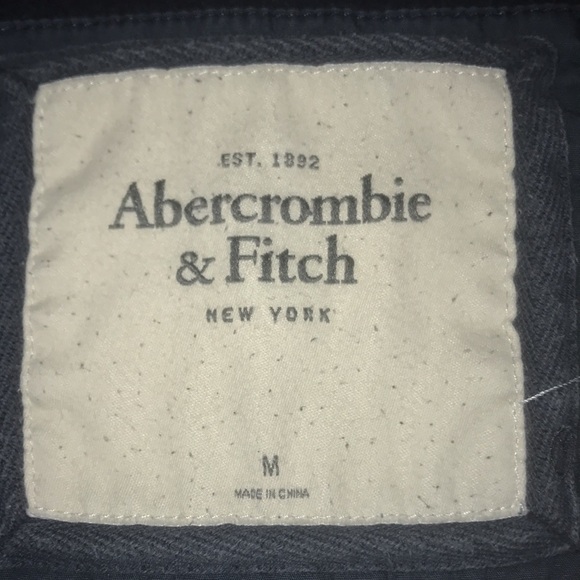 EST. 1892
Abercrombie
& Fitch
NEW YORK
M
MADE IN CHINA